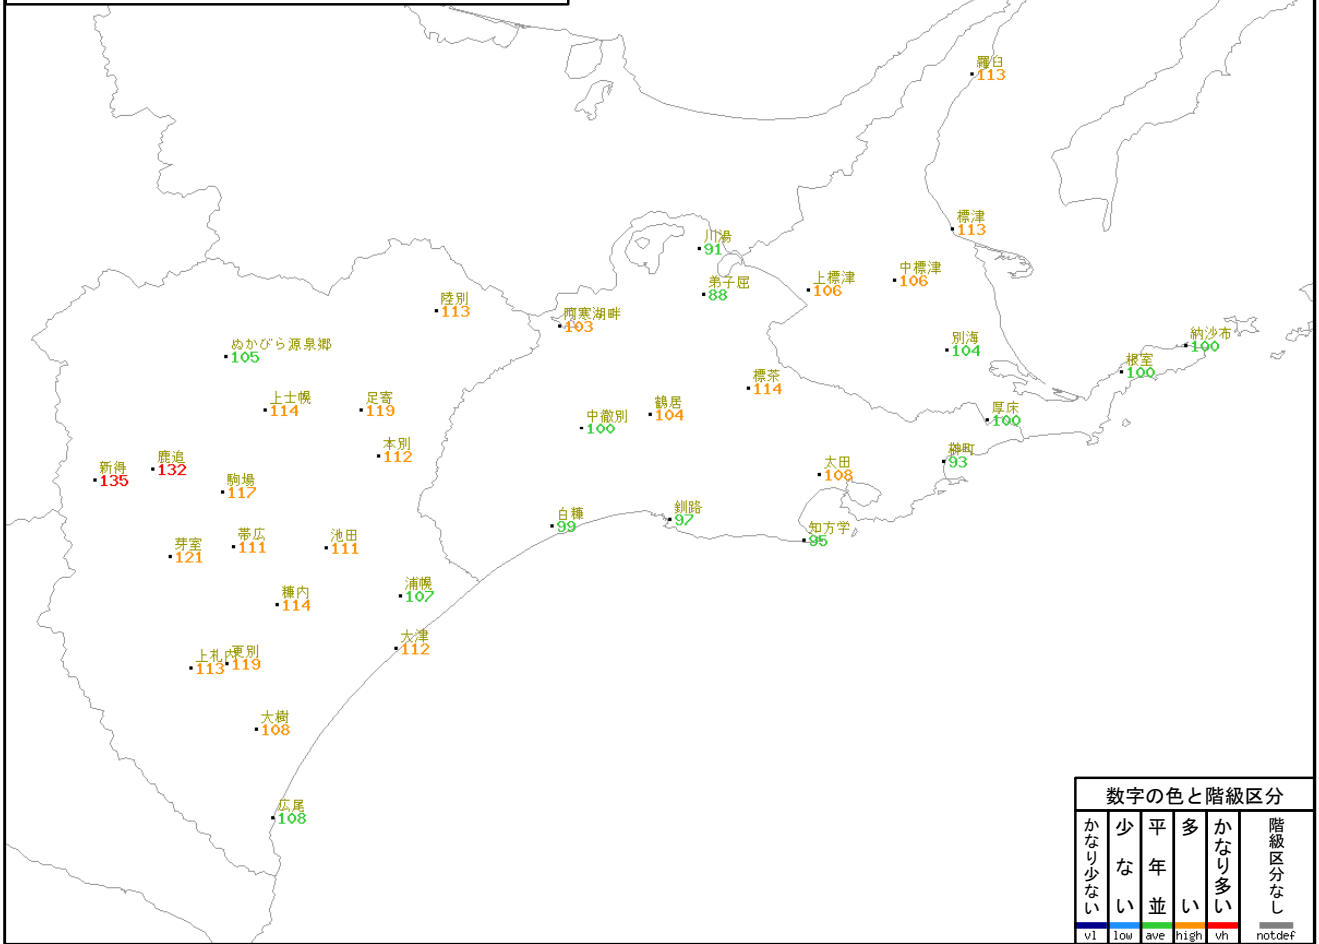 羅臼
113
標津
113
川湯
91
中標津
106
上標津
106
弟子屈
88
陸別
113
阿寒湖畔
103
ぬかびら源泉郷
105
別海
104
納沙布
100
根室
100
標茶
114
上士幌
114
足寄
119
鶴居
104
中徹別
100
厚床
100
本別
112
榊町
93
鹿追
132
新得
135
太田
108
駒場
117
白糠
99
釧路
97
知方学
95
帯広
111
池田
111
芽室
121
浦幌
107
糠内
114
大津
112
上札内
113
更別
119
大樹
108
広尾
108
数字の色と階級区分
かなり少ない
少ない
平年並
多い
かなり多い
階級区分なし
vl low ave high vh notdef